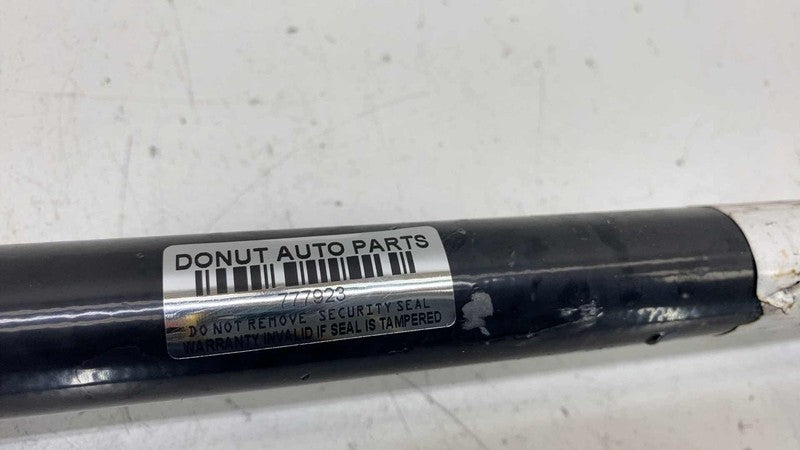 DONUT AUTO PARTS
777923
DO NOT REMOVE SECURITY SEAL
WARRANTY INVALID IF SEAL IS TAMPERED